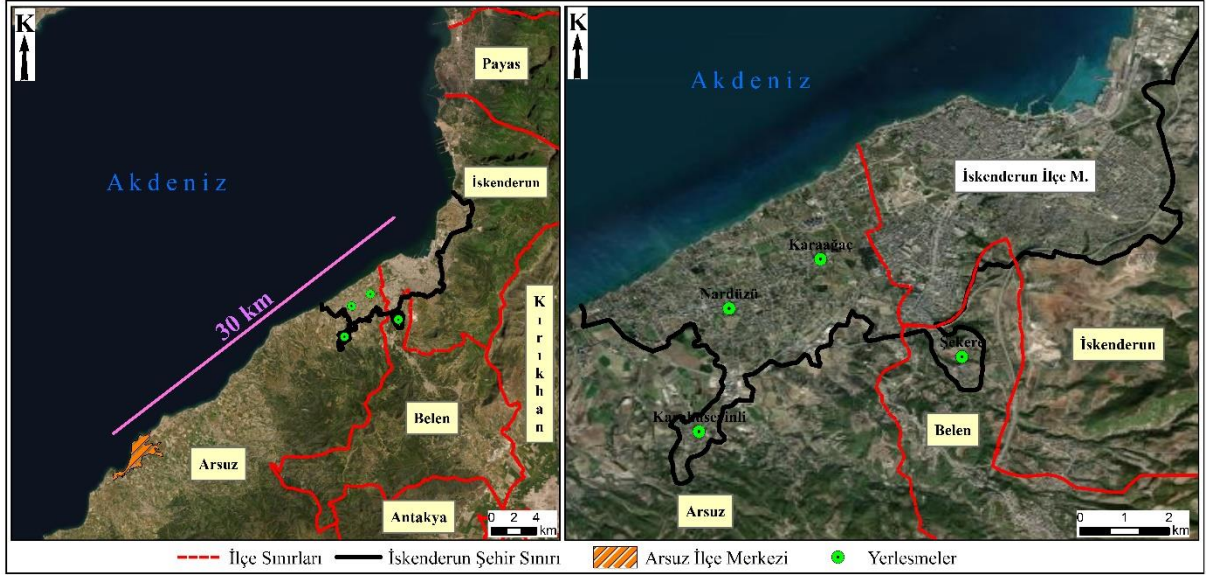 K
Payas
Akdeniz
İskenderun
30 km
Kırıkhan
Belen
Arsuz
Antakya
0 2 4
km
K
Akdeniz
İskenderun İlçe M.
Karaağaç
Nardüzü
Şekere
İskenderun
Karahüseyinli
Belen
Arsuz
0 1 2
km
İlçe Sınırları
İskenderun Şehir Sınırı
Arsuz İlçe Merkezi
Yerleşmeler